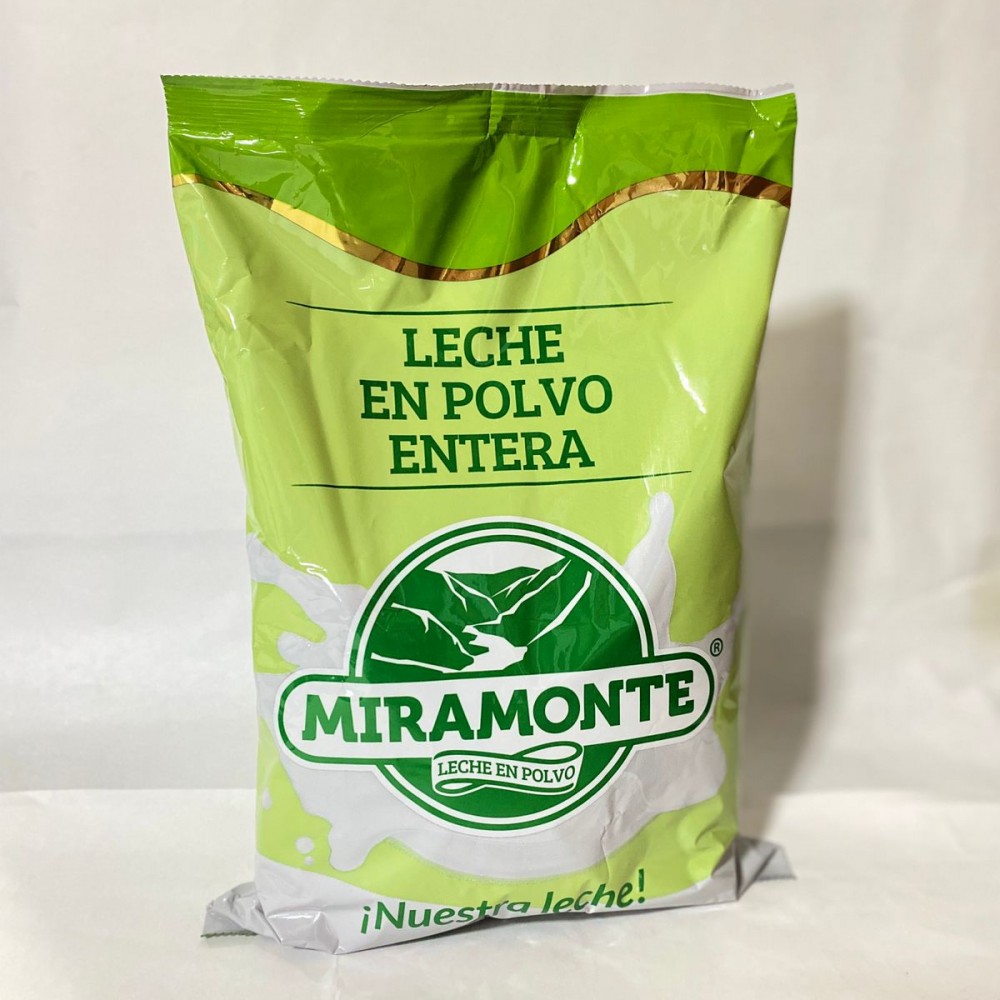 LECHE
EN POLVO
ENTERA
MIRAMONTE ®
LECHE EN POLVO
¡Nuestra leche!